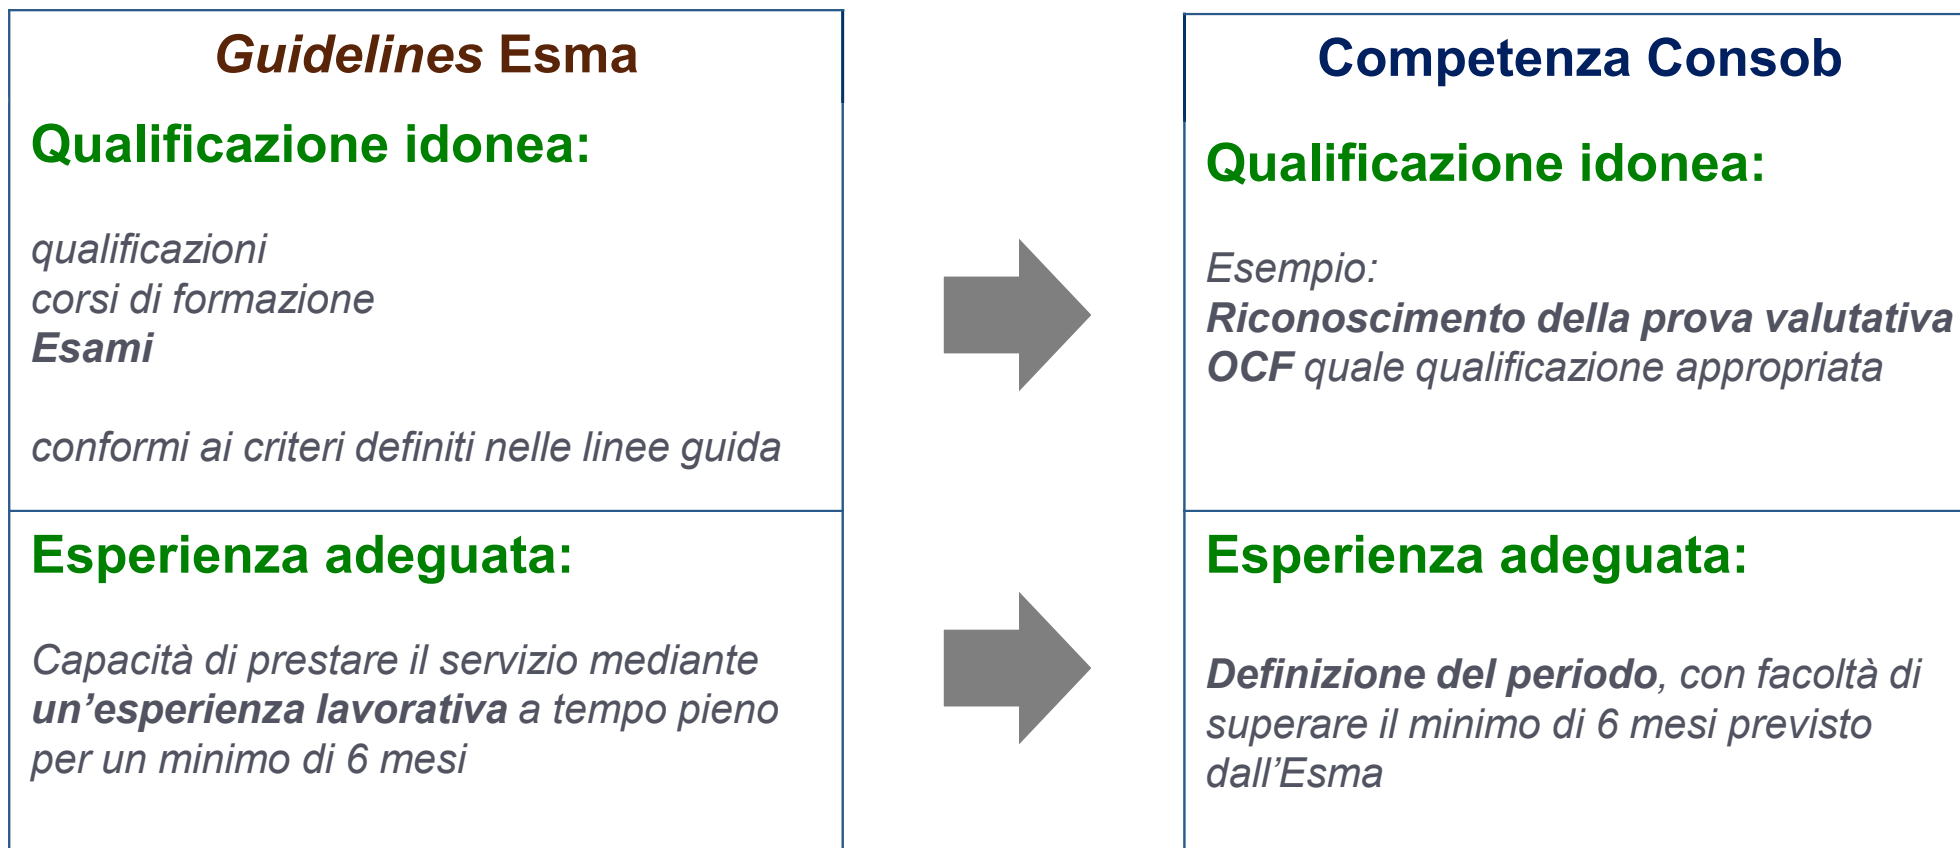 Guidelines Esma
Qualificazione idonea:
qualificazioni
corsi di formazione
Esami
conformi ai criteri definiti nelle linee guida
Esperienza adeguata:
Capacità di prestare il servizio mediante
un’esperienza lavorativa a tempo pieno
per un minimo di 6 mesi
Competenza Consob
Qualificazione idonea:
Esempio:
Riconoscimento della prova valutativa
OCF quale qualificazione appropriata
Esperienza adeguata:
Definizione del periodo, con facoltà di
superare il minimo di 6 mesi previsto
dall’Esma